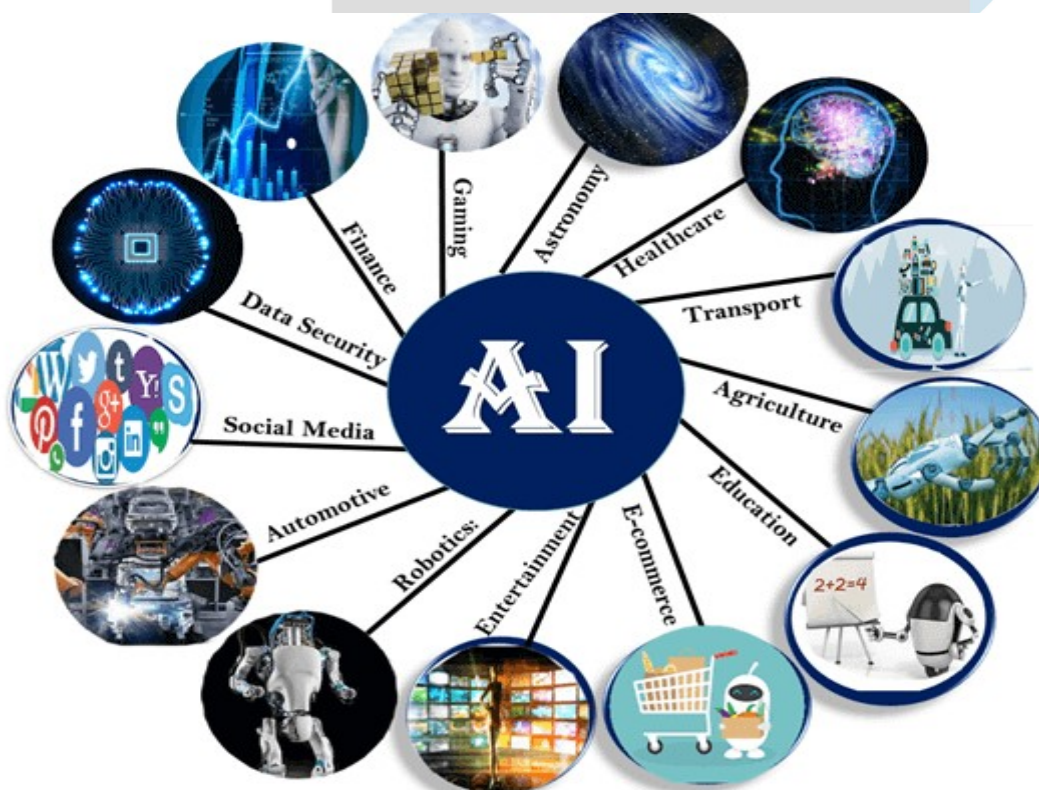 Gaming
Astronomy
Healthcare
Transport
Agriculture
Education
E-commerce
Entertainment
Robotics:
Automotive
Social Media
Data Security
Finance
AI
2+2=4
W
t
Y!
S
g+
f
in